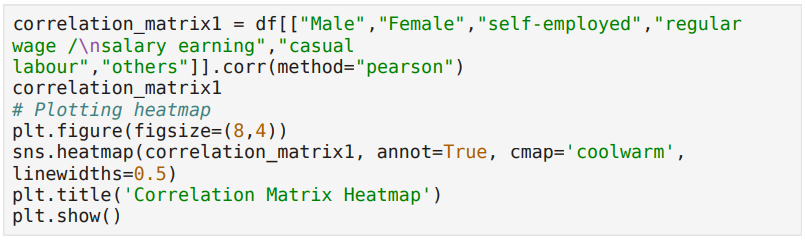 correlation_matrix1 = df[["Male","Female","self-employed","regular
wage /\nsalary earning","casual
labour","others"]].corr(method="pearson")
correlation_matrix1
# Plotting heatmap
plt.figure(figsize=(8,4))
sns.heatmap(correlation_matrix1, annot=True, cmap='coolwarm',
linewidths=0.5)
plt.title('Correlation Matrix Heatmap')
plt.show()